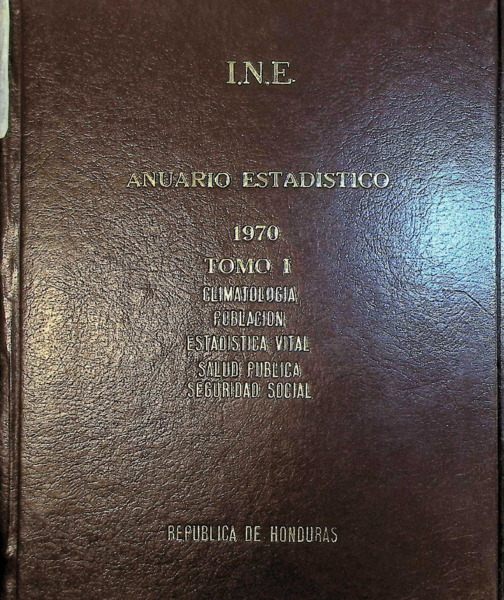 I.N.E.
ANUARIO ESTADISTICO
1970
TOMO I
CLIMATOLOGIA,
POBLACION
ESTADISTICA VITAL
SALUD PUBLICA
SEGURIDAD SOCIAL
REPUBLICA DE HONDURAS